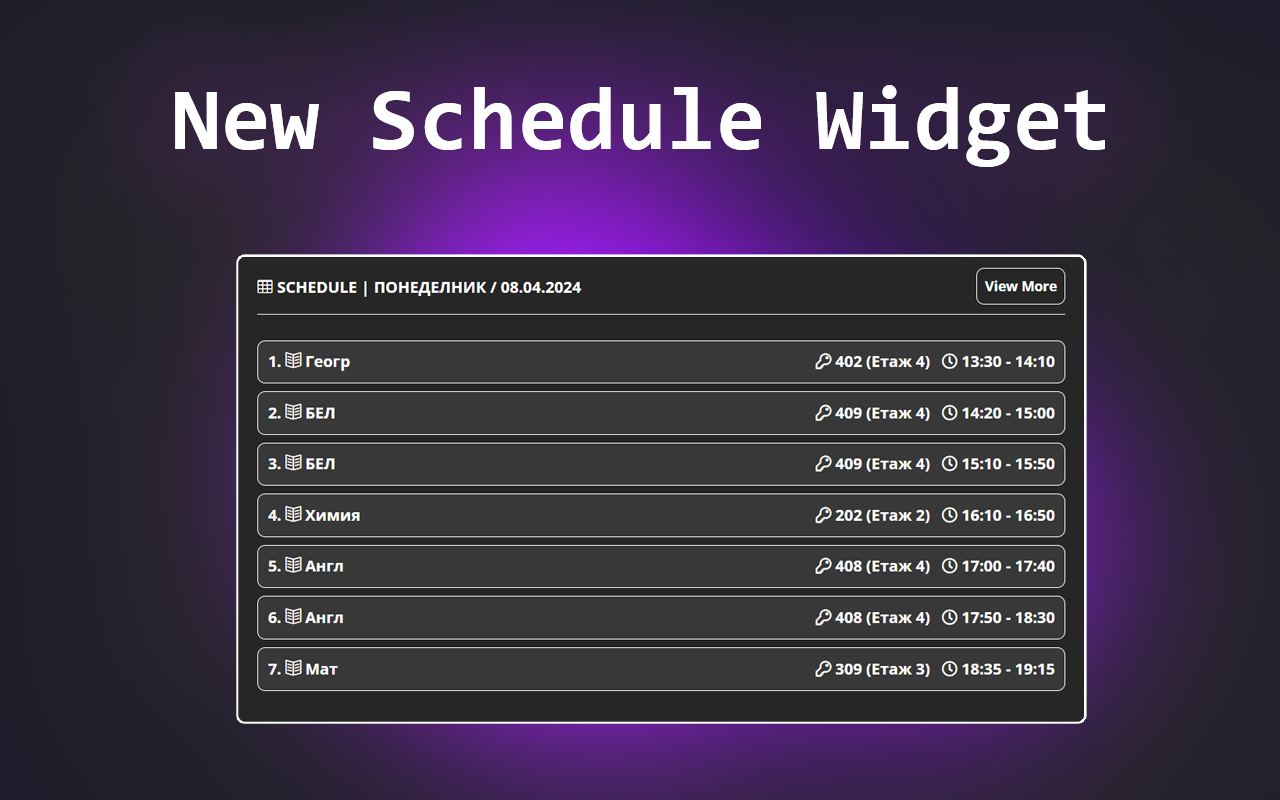 New Schedule Widget
SCHEDULE | ПОНЕДЕЛНИК / 08.04.2024 View More
1. Геогр 402 (Етаж 4) 13:30 - 14:10
2. БЕЛ 409 (Етаж 4) 14:20 - 15:00
3. БЕЛ 409 (Етаж 4) 15:10 - 15:50
4. Химия 202 (Етаж 2) 16:10 - 16:50
5. Англ 408 (Етаж 4) 17:00 - 17:40
6. Англ 408 (Етаж 4) 17:50 - 18:30
7. Мат 309 (Етаж 3) 18:35 - 19:15